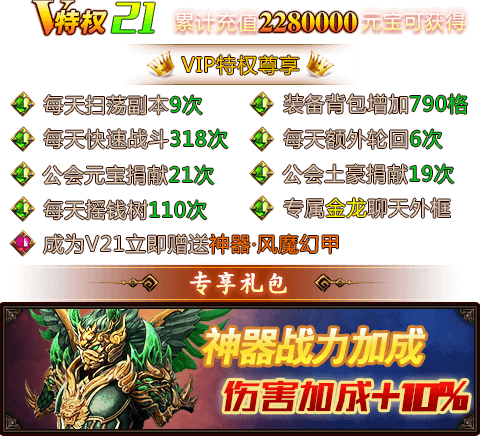 V特权 21 累计充值2280000元宝可获得
VIP特权尊享
每天扫荡副本9次 装备背包增加790格
每天快速战斗318次 每天额外轮回6次
公会元宝捐献21次 公会土豪捐献19次
每天摇钱树110次 专属金龙聊天外框
成为V21立即赠送神器·风魔幻甲
专享礼包
神器战力加成
伤害加成+10%